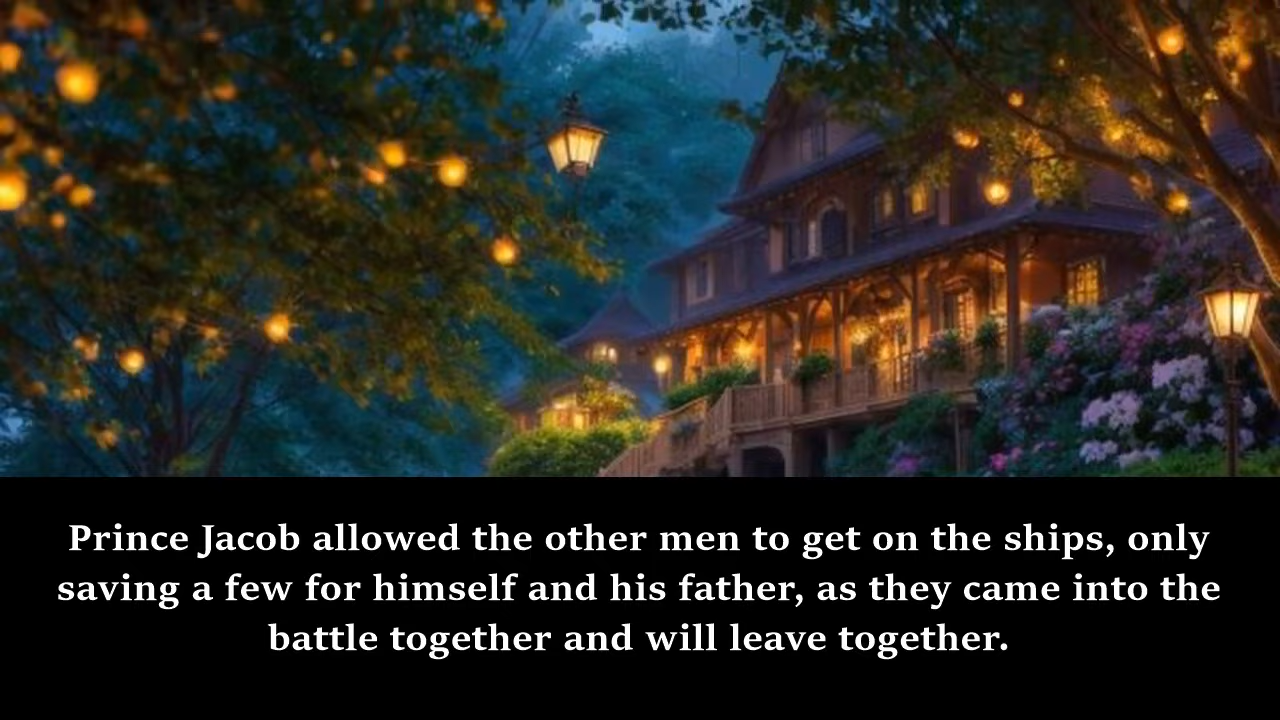 Prince Jacob allowed the other men to get on the ships, only
saving a few for himself and his father, as they came into the
battle together and will leave together.